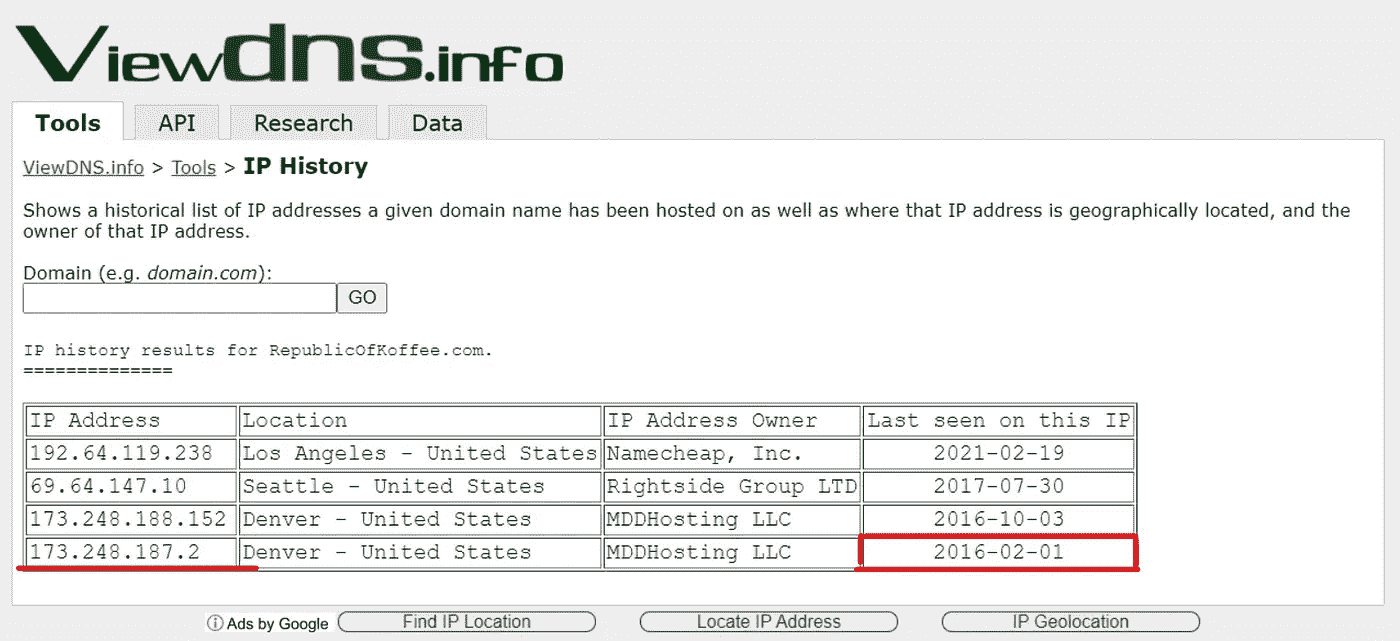 Viewdns.info
Tools API Research Data
ViewDNS.info > Tools > IP History
Shows a historical list of IP addresses a given domain name has been hosted on as well as where that IP address is geographically located, and the
owner of that IP address.
Domain (e.g. domain.com):
GO
IP history results for RepublicOfKoffee.com.
==============
IP Address Location IP Address Owner Last seen on this IP
192.64.119.238 Los Angeles - United States Namecheap, Inc. 2021-02-19
69.64.147.10 Seattle - United States Rightside Group LTD 2017-07-30
173.248.188.152 Denver - United States MDDHosting LLC 2016-10-03
173.248.187.2 Denver - United States MDDHosting LLC 2016-02-01
Ads by Google Find IP Location Locate IP Address IP Geolocation